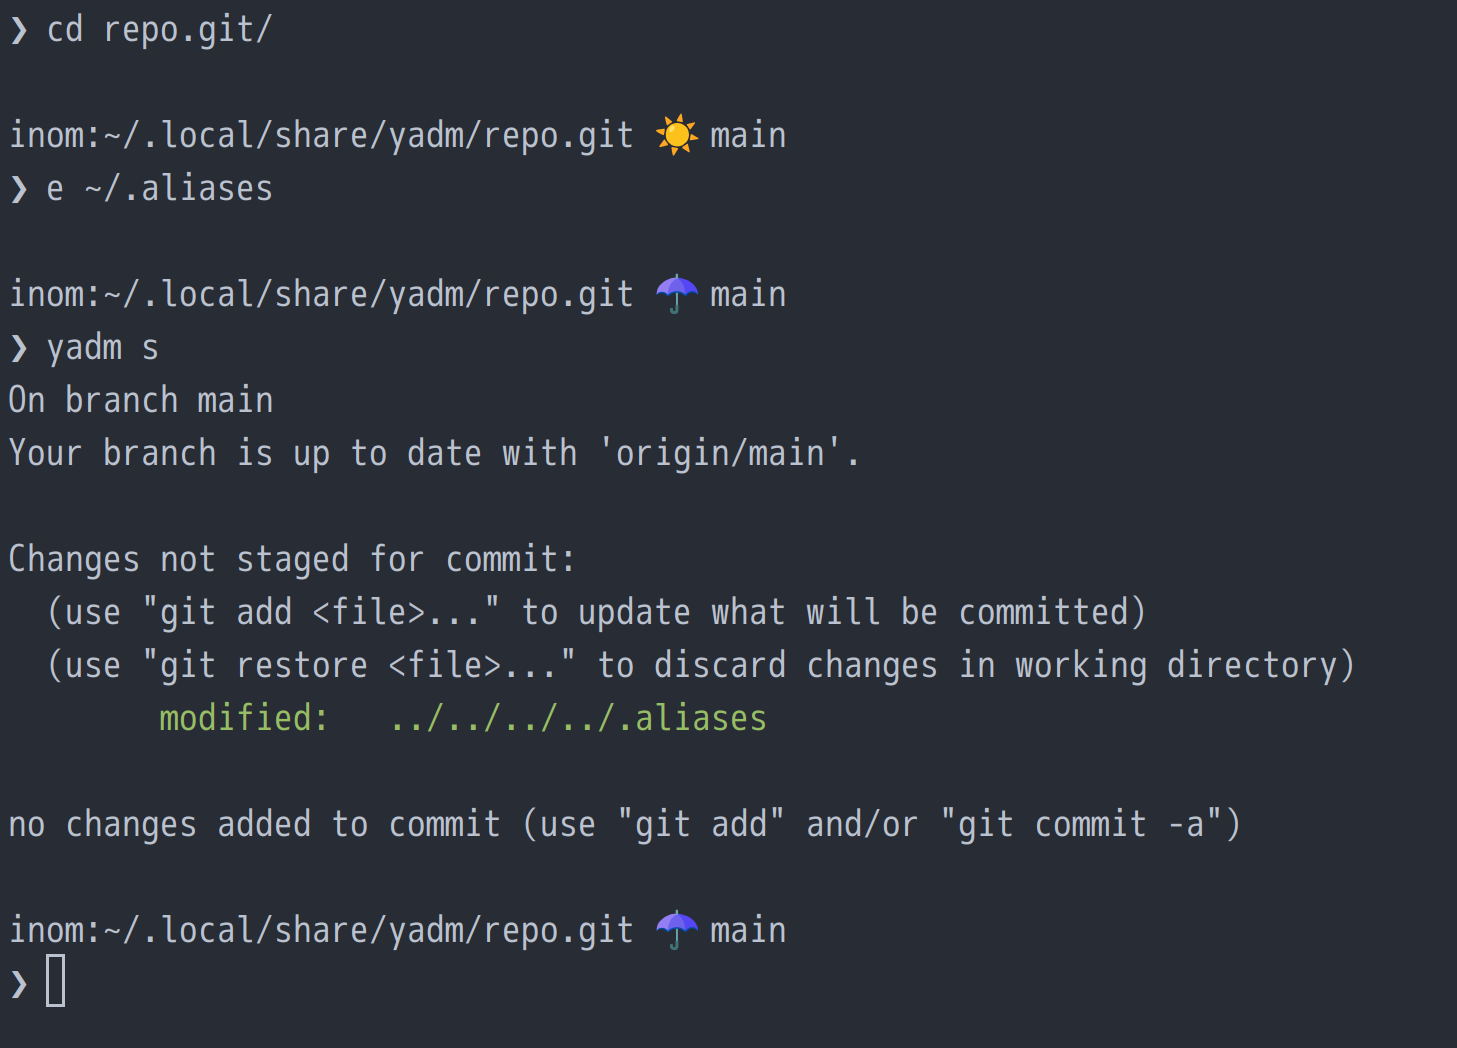 ❯ cd repo.git/
inom:~/.local/share/yadm/repo.git ☀️ main
❯ e ~/.aliases
inom:~/.local/share/yadm/repo.git ☂️ main
❯ yadm s
On branch main
Your branch is up to date with 'origin/main'.
Changes not staged for commit:
  (use "git add <file>..." to update what will be committed)
  (use "git restore <file>..." to discard changes in working directory)
        modified:   ../../../../.aliases
no changes added to commit (use "git add" and/or "git commit -a")
inom:~/.local/share/yadm/repo.git ☂️ main
❯